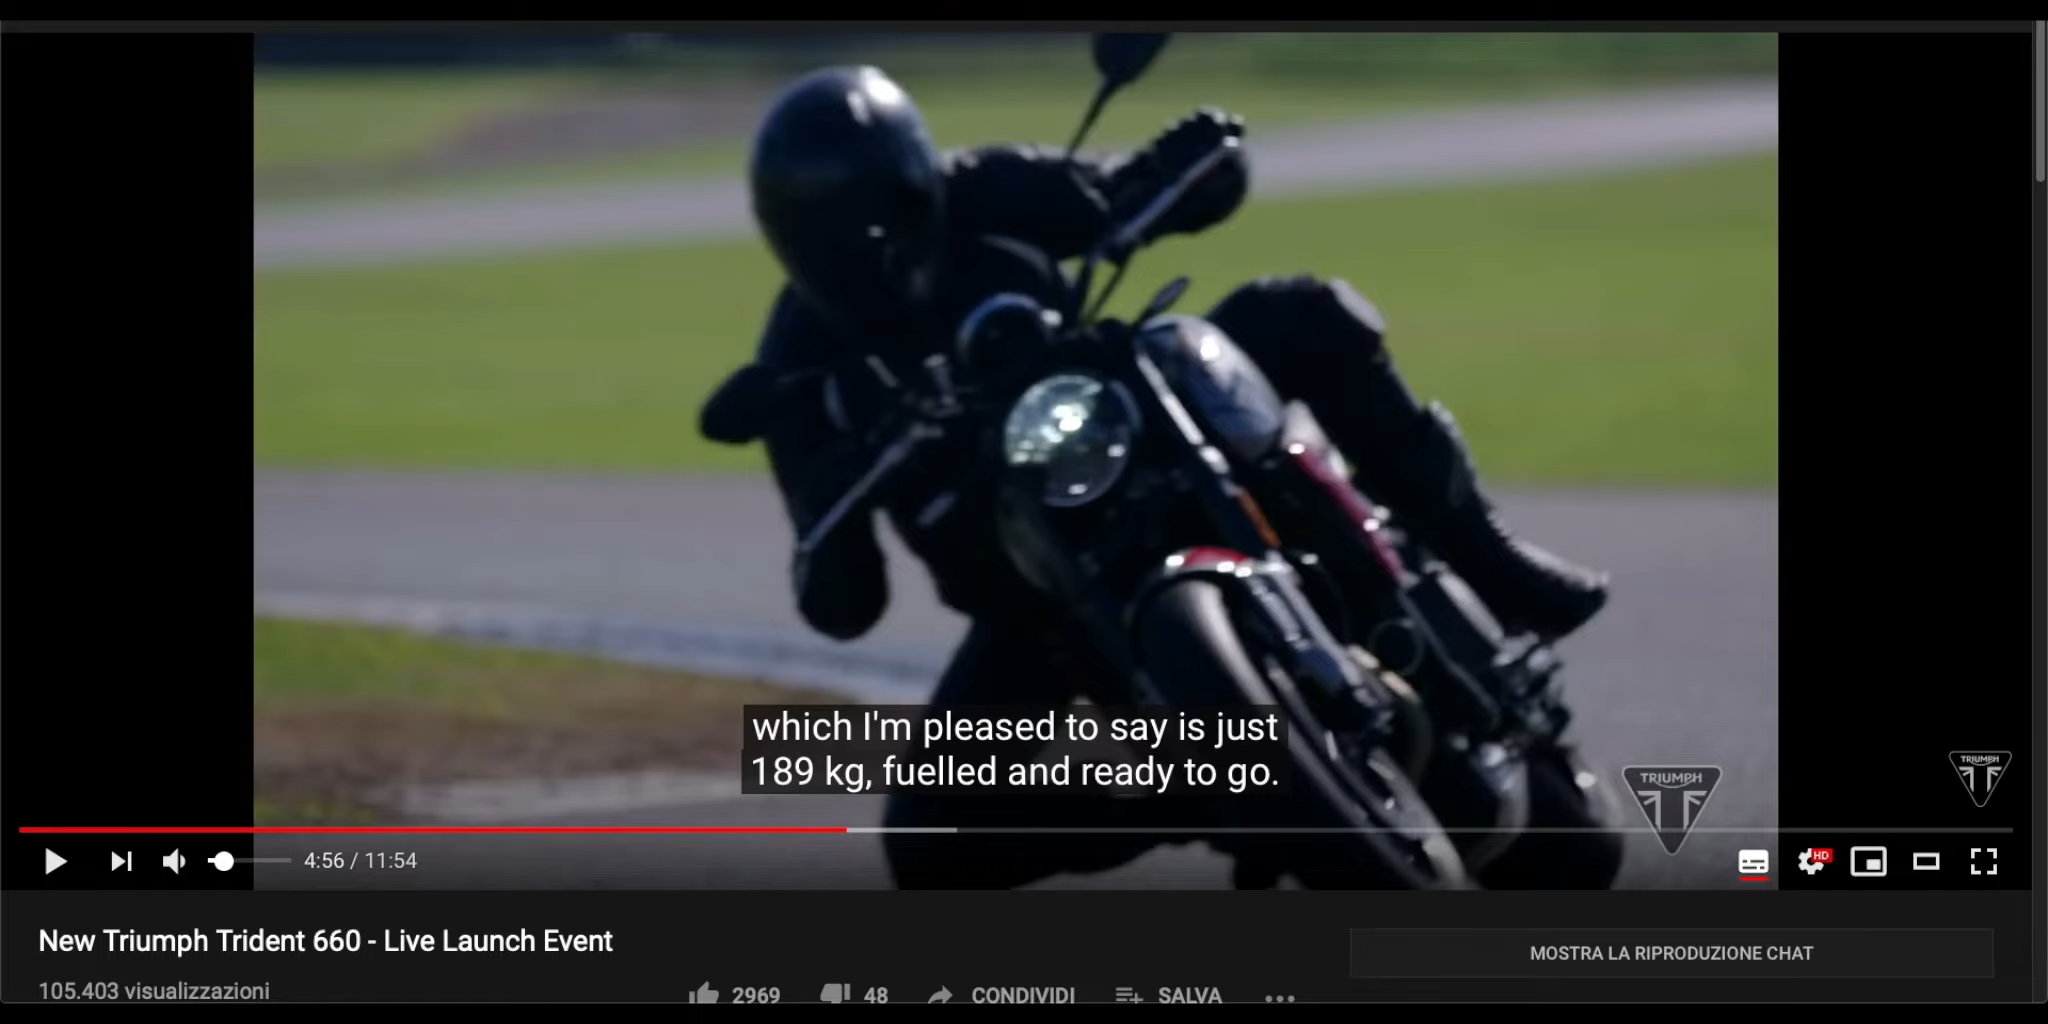 which I'm pleased to say is just
189 kg, fuelled and ready to go.
TRIUMPH
TRIUMPH
4:56 / 11:54
HD
New Triumph Trident 660 - Live Launch Event
MOSTRA LA RIPRODUZIONE CHAT
105.403 visualizzazioni
2969
48
CONDIVIDI
SALVA